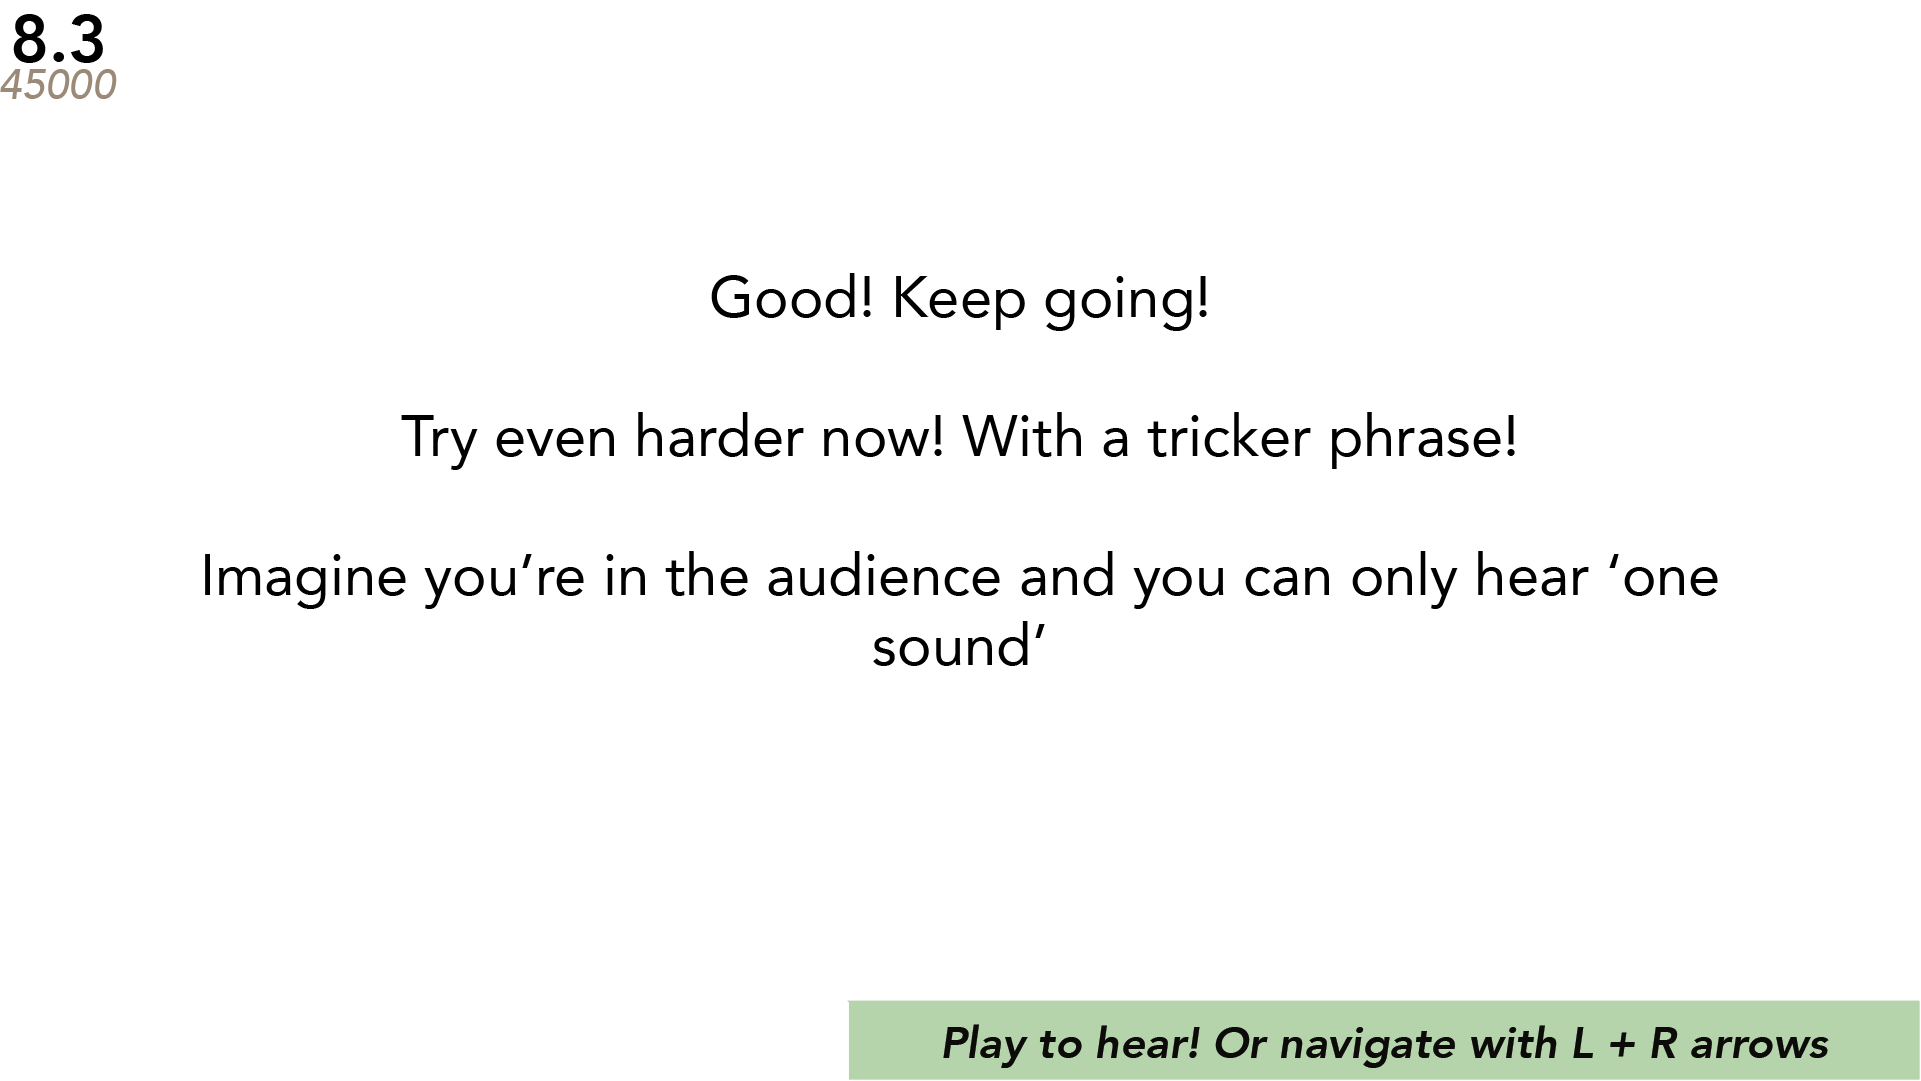 8.3
45000
Good! Keep going!
Try even harder now! With a tricker phrase!
Imagine you’re in the audience and you can only hear ‘one
sound’
Play to hear! Or navigate with L + R arrows